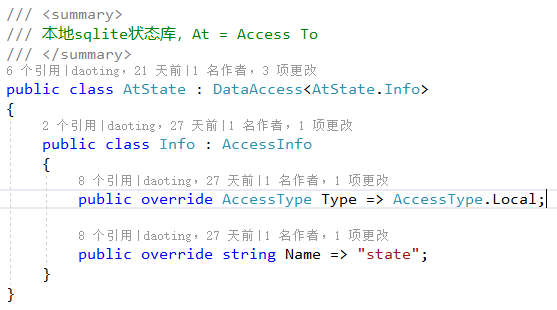 /// <summary>
/// 本地sqlite状态库, At = Access To
/// </summary>
6 个引用|daoting，21 天前|1 名作者，3 项更改
public class AtState : DataAccess<AtState.Info>
{
2 个引用|daoting，27 天前|1 名作者，1 项更改
public class Info : AccessInfo
{
8 个引用|daoting，27 天前|1 名作者，1 项更改
public override AccessType Type => AccessType.Local;
8 个引用|daoting，27 天前|1 名作者，1 项更改
public override string Name => "state";
}
}